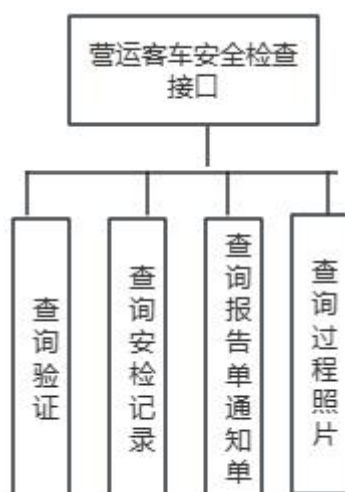 营运客车安全检查
接口
查询验证
查询安检记录
查询报告单通知单
查询过程照片